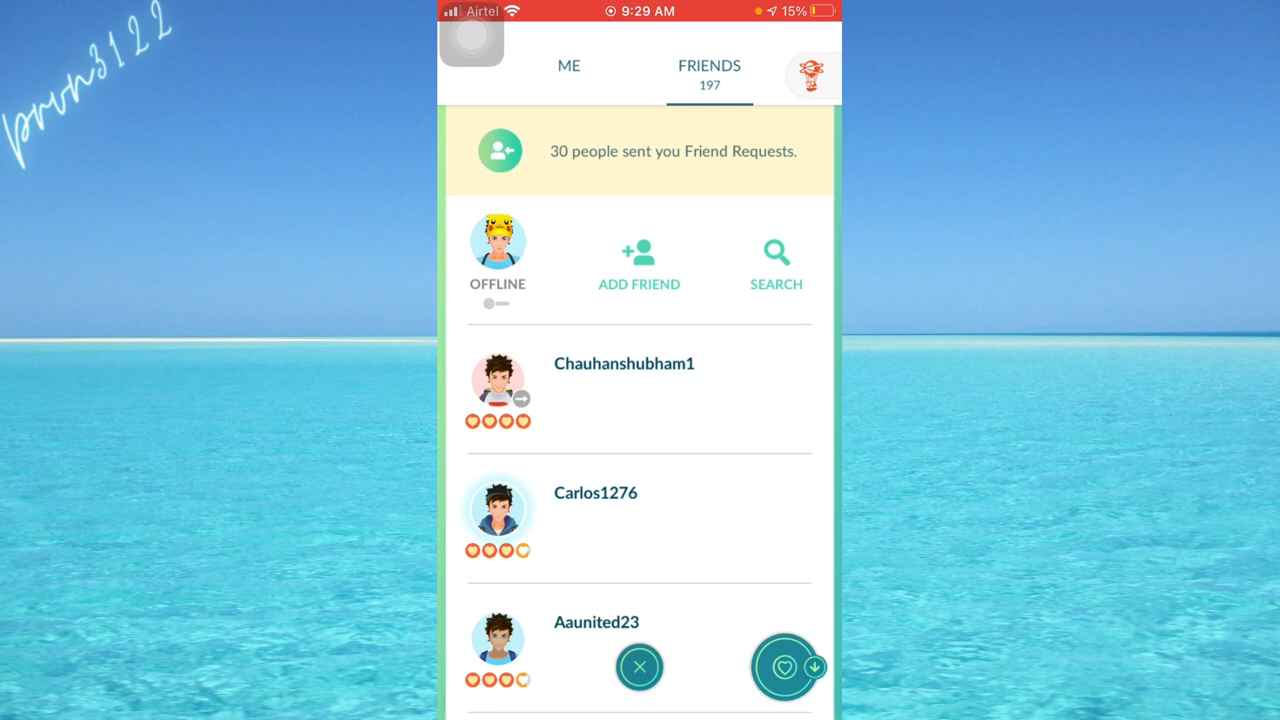 prvn3122
Airtel
9:29 AM
15%
ME
FRIENDS
197
30 people sent you Friend Requests.
OFFLINE
ADD FRIEND
SEARCH
Chauhanshubham1
Carlos1276
Aaunited23